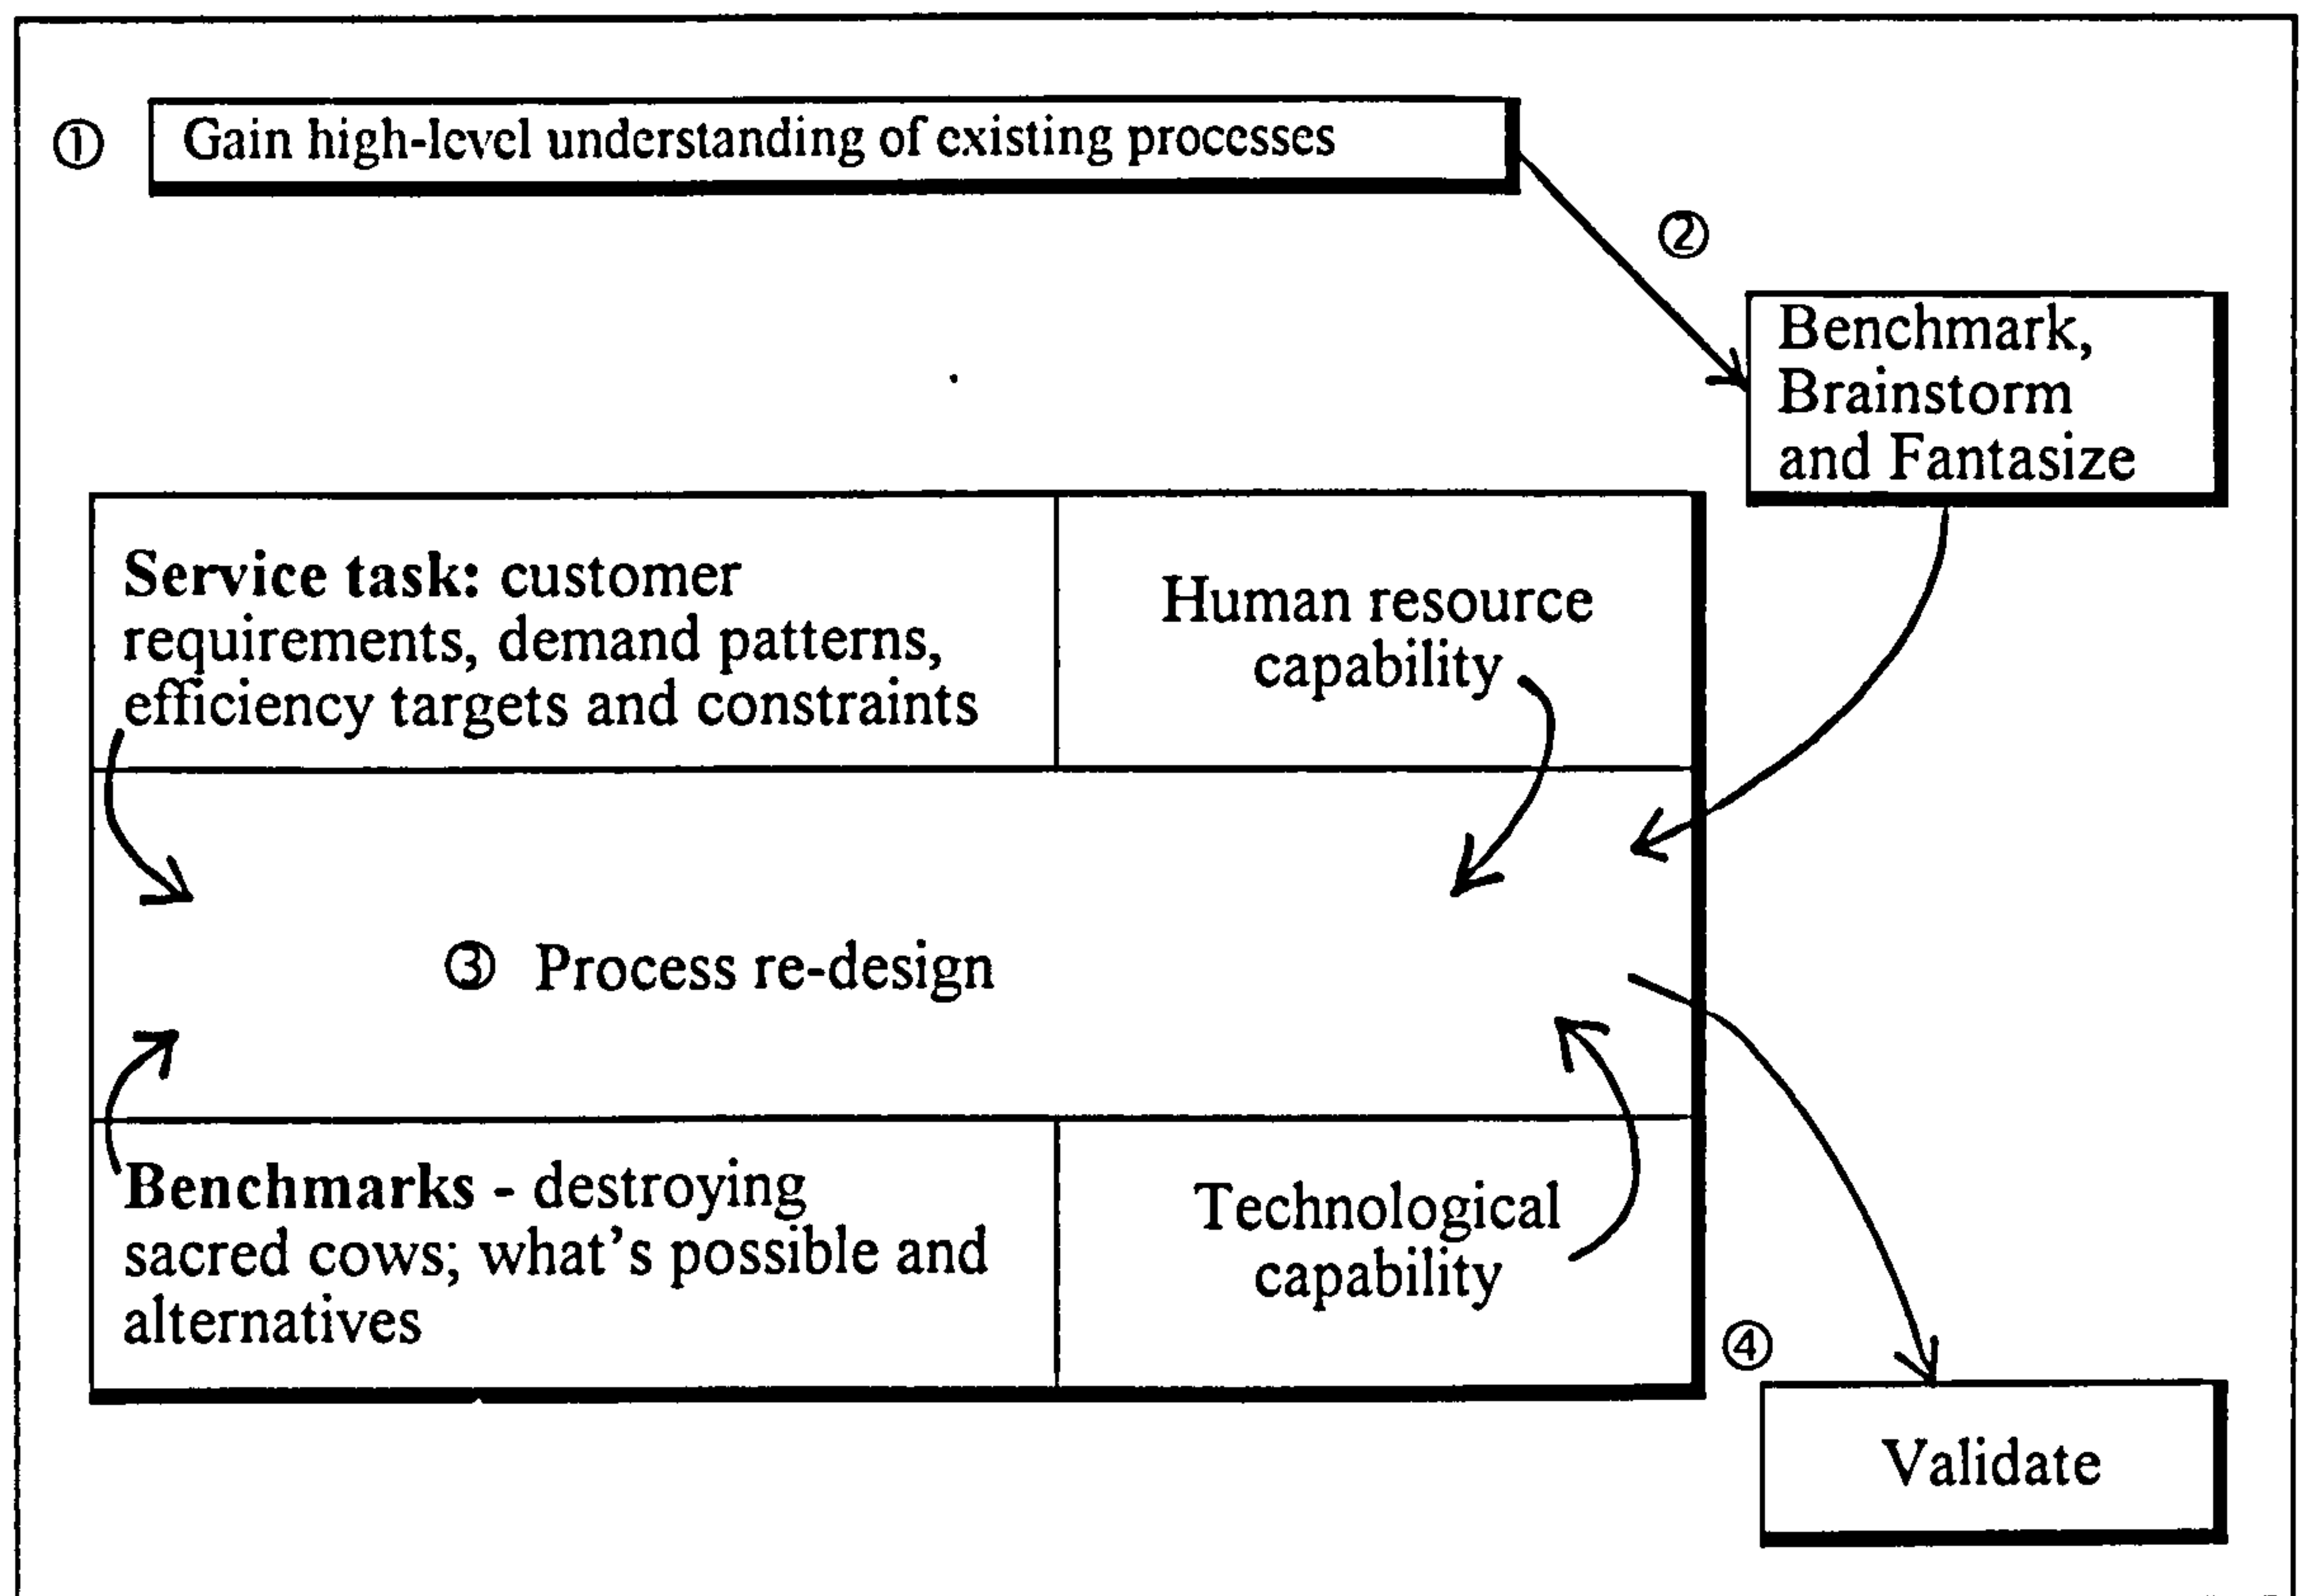 ① Gain high-level understanding of existing processes
②
Benchmark,
Brainstorm
and Fantasize
Service task: customer
requirements, demand patterns,
efficiency targets and constraints
Human resource
capability
③ Process re-design
Benchmarks - destroying
sacred cows; what's possible and
alternatives
Technological
capability
④
Validate